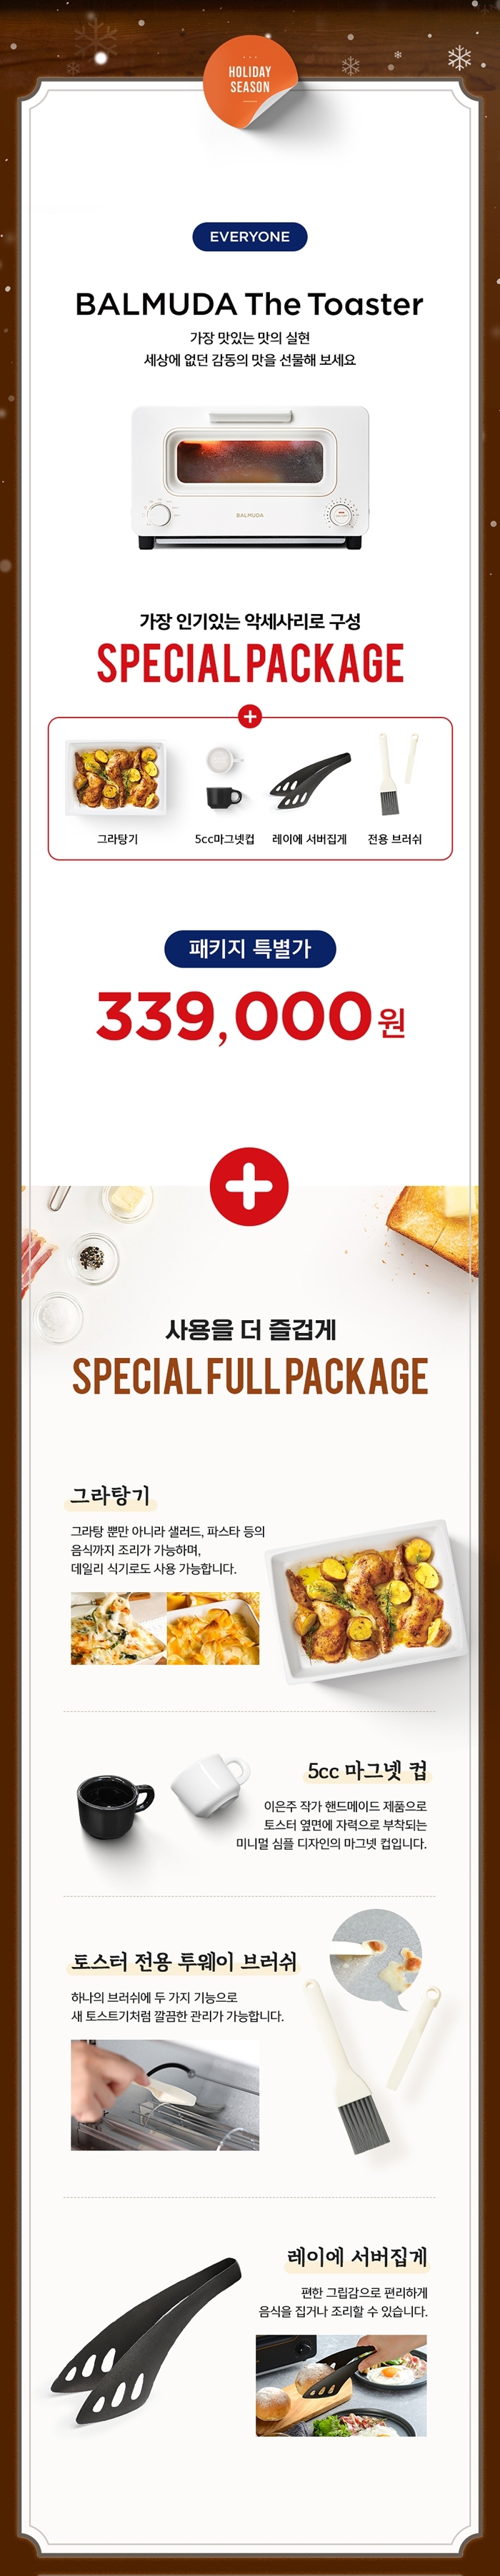 HOLIDAY
SEASON
EVERYONE
BALMUDA The Toaster
가장 맛있는 맛의 실현
세상에 없던 감동의 맛을 선물해 보세요
BALMUDA
가장 인기있는 악세사리로 구성
SPECIAL PACKAGE
그라탕기
5cc마그넷컵
레이에 서버집게
전용 브러쉬
패키지 특별가
339,000원
사용을 더 즐겁게
SPECIAL FULL PACKAGE
그라탕기
그라탕 뿐만 아니라 샐러드, 파스타 등의
음식까지 조리가 가능하며,
데일리 식기로도 사용 가능합니다.
5cc 마그넷 컵
이은주 작가 핸드메이드 제품으로
토스터 옆면에 자력으로 부착되는
미니멀 심플 디자인의 마그넷 컵입니다.
토스터 전용 투웨이 브러쉬
하나의 브러쉬에 두 가지 기능으로
새 토스트기처럼 깔끔한 관리가 가능합니다.
레이에 서버집게
편한 그립감으로 편리하게
음식을 집거나 조리할 수 있습니다.